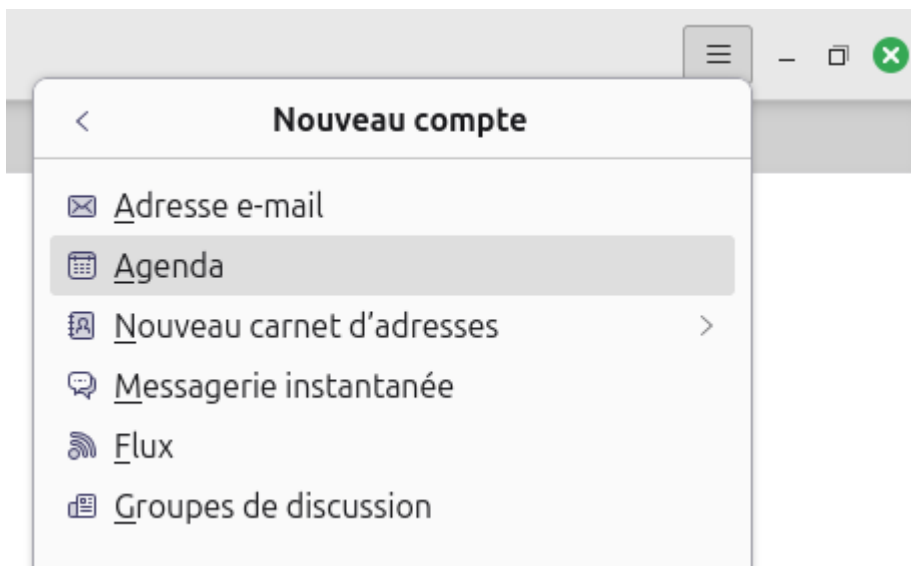 Nouveau compte
Adresse e-mail
Agenda
Nouveau carnet d’adresses
Messagerie instantanée
Flux
Groupes de discussion